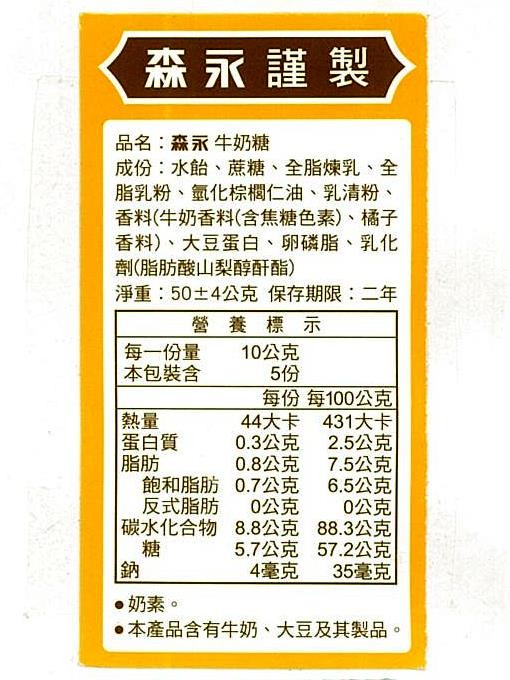 森永謹製
品名：森永 牛奶糖
成份：水飴、蔗糖、全脂煉乳、全
脂乳粉、氫化棕櫚仁油、乳清粉、
香料(牛奶香料(含焦糖色素)、橘子
香料)、大豆蛋白、卵磷脂、乳化
劑(脂肪酸山梨醇酐酯)
淨重：50±4公克 保存期限：二年
營養標示
每一份量 10公克
本包裝含 5份
每份 每100公克
熱量 44大卡 431大卡
蛋白質 0.3公克 2.5公克
脂肪 0.8公克 7.5公克
飽和脂肪 0.7公克 6.5公克
反式脂肪 0公克 0公克
碳水化合物 8.8公克 88.3公克
糖 5.7公克 57.2公克
鈉 4毫克 35毫克
●奶素。
●本產品含有牛奶、大豆及其製品。